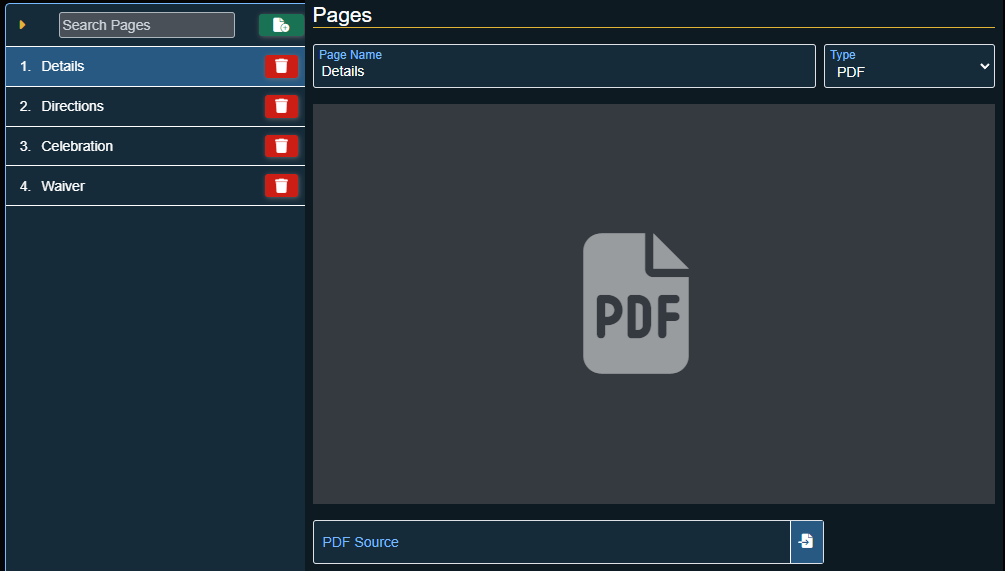 Search Pages
1. Details
2. Directions
3. Celebration
4. Waiver
Pages
Page Name
Details
Type
PDF
PDF
PDF Source